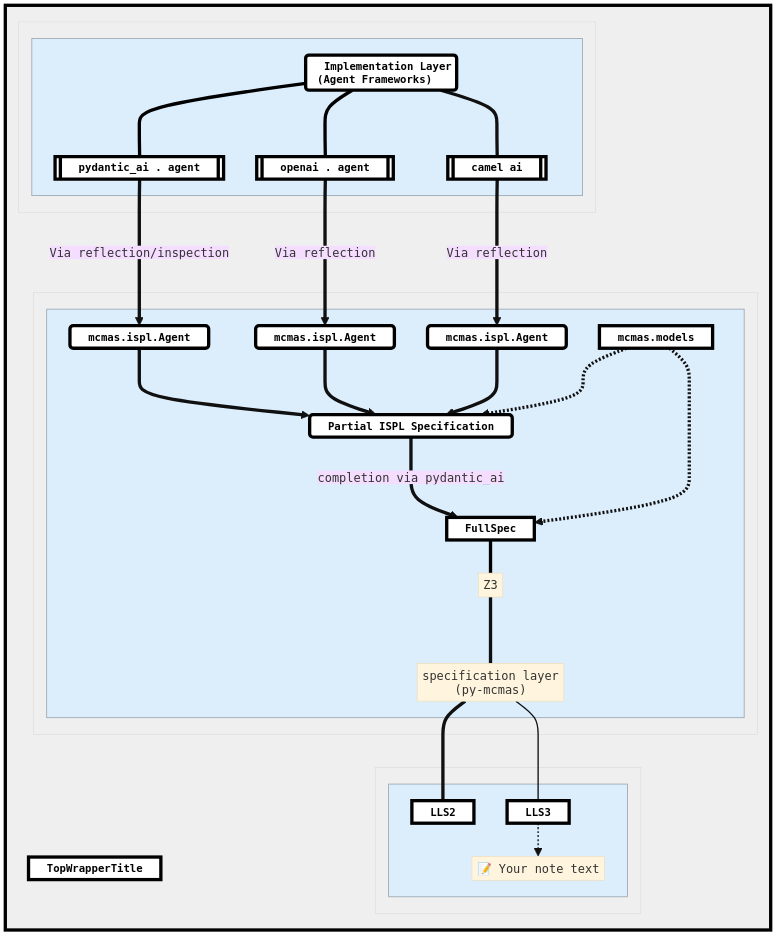 Implementation Layer
(Agent Frameworks)
pydantic_ai . agent
openai . agent
camel ai
Via reflection/inspection
Via reflection
Via reflection
mcmas.ispl.Agent
mcmas.ispl.Agent
mcmas.ispl.Agent
mcmas.models
Partial ISPL Specification
completion via pydantic_ai
FullSpec
Z3
specification layer
(py-mcmas)
LLS2
LLS3
TopWrapperTitle
📝 Your note text